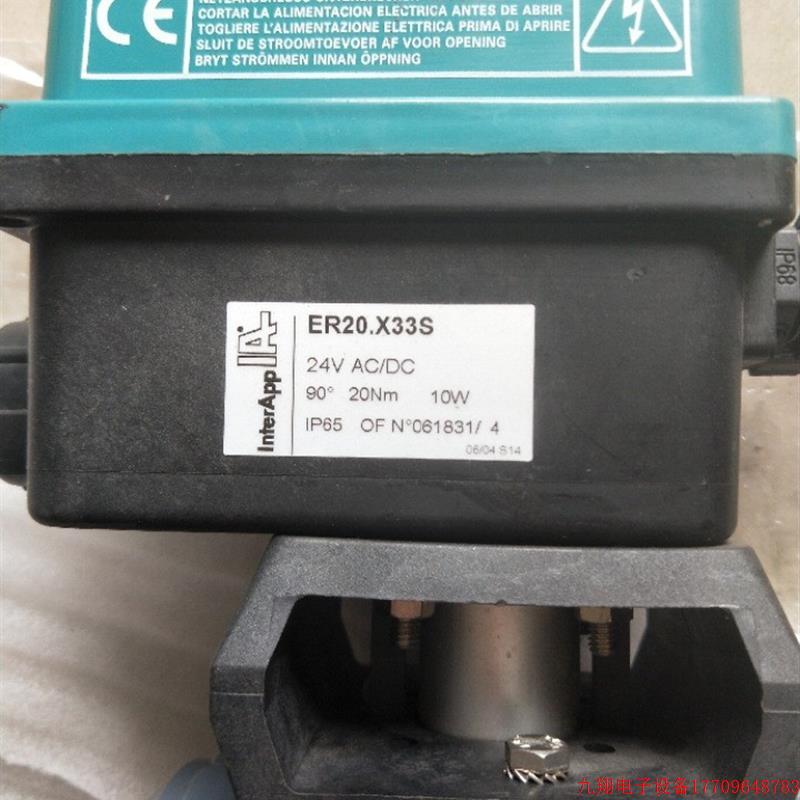 CE
CORTAR LA ALIMENTACION ELECTRICA ANTES DE ABRIR
TOGLIERE L'ALIMENTAZIONE ELETTRICA PRIMA DI APRIRE
SLUIT DE STROOMTOEVOER AF VOOR OPENING
BRYT STRÖMMEN INNAN ÖPPNING
IP68
InterApp IA
ER20.X33S
24V AC/DC
90° 20Nm 10W
IP65 OF N°061831/ 4
06/04 S14
九翔电子设备17709648783